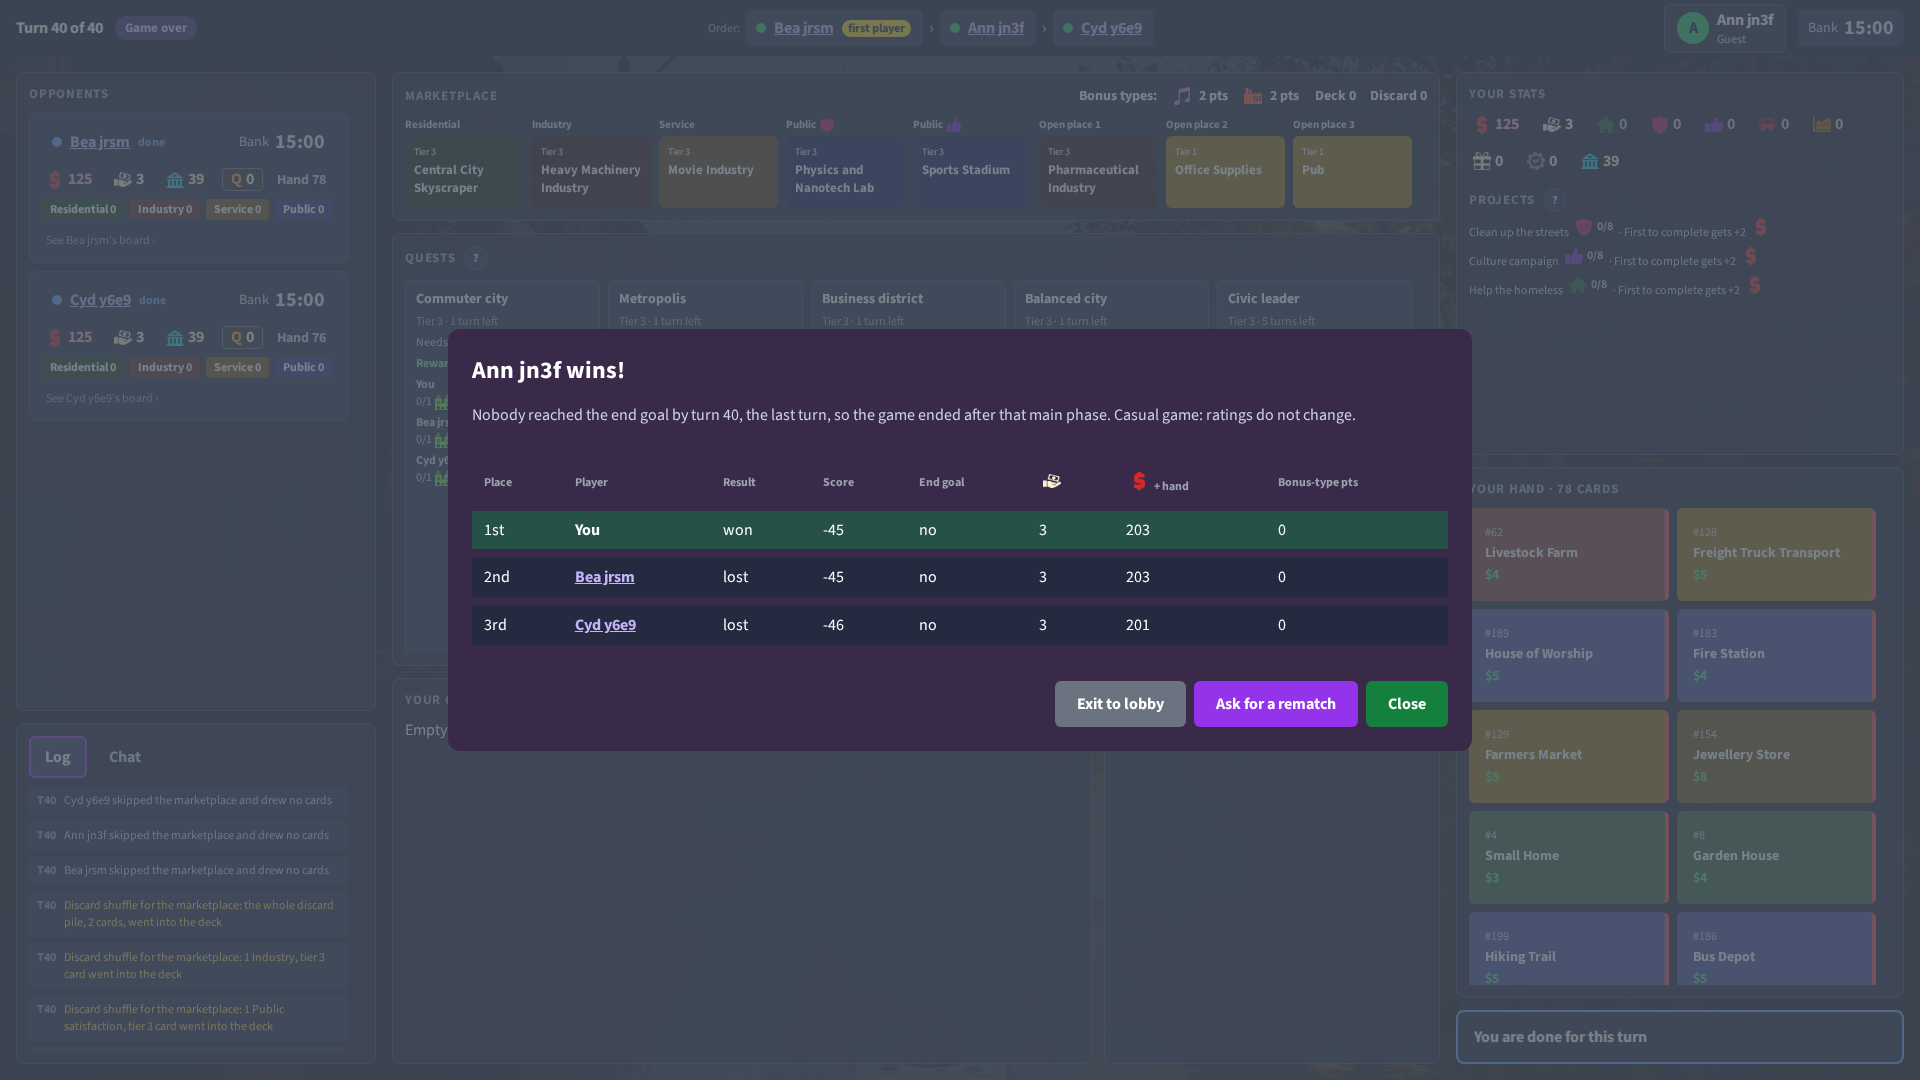 Turn 40 of 40 Game over
Order: Bea jrsm first player › Ann jn3f › Cyd y6e9
A Ann jn3f
Guest
Bank 15:00
OPPONENTS
Bea jrsm done Bank 15:00
125 3 39 Q 0 Hand 78
Residential 0 Industry 0 Service 0 Public 0
See Bea jrsm's board ›
Cyd y6e9 done Bank 15:00
125 3 39 Q 0 Hand 76
Residential 0 Industry 0 Service 0 Public 0
See Cyd y6e9's board ›
MARKETPLACE
Bonus types: 2 pts 2 pts Deck 0 Discard 0
Residential
Tier 3
Central City
Skyscraper
Industry
Tier 3
Heavy Machinery
Industry
Service
Tier 3
Movie Industry
Public
Tier 3
Physics and
Nanotech Lab
Public
Tier 3
Sports Stadium
Open place 1
Tier 3
Pharmaceutical
Industry
Open place 2
Tier 1
Office Supplies
Open place 3
Tier 1
Pub
QUESTS ?
Commuter city
Tier 3 · 1 turn left
Needs
Rewar
You
0/1
Bea jrs
0/1
Cyd y6
0/1
Metropolis
Tier 3 · 1 turn left
Business district
Tier 3 · 1 turn left
Balanced city
Tier 3 · 1 turn left
Civic leader
Tier 3 · 5 turns left
Ann jn3f wins!
Nobody reached the end goal by turn 40, the last turn, so the game ended after that main phase. Casual game: ratings do not change.
Place Player Result Score End goal + hand Bonus-type pts
1st You won -45 no 3 203 0
2nd Bea jrsm lost -45 no 3 203 0
3rd Cyd y6e9 lost -46 no 3 201 0
Exit to lobby Ask for a rematch Close
YOUR
Empty
Log Chat
T40 Cyd y6e9 skipped the marketplace and drew no cards
T40 Ann jn3f skipped the marketplace and drew no cards
T40 Bea jrsm skipped the marketplace and drew no cards
T40 Discard shuffle for the marketplace: the whole discard
pile, 2 cards, went into the deck
T40 Discard shuffle for the marketplace: 1 Industry, tier 3
card went into the deck
T40 Discard shuffle for the marketplace: 1 Public
satisfaction, tier 3 card went into the deck
YOUR STATS
125 3 0 0 0 0 0
0 0 39
PROJECTS ?
Clean up the streets 0/8 · First to complete gets +2
Culture campaign 0/8 · First to complete gets +2
Help the homeless 0/8 · First to complete gets +2
YOUR HAND · 78 CARDS
#62
Livestock Farm
$4
#128
Freight Truck Transport
$5
#189
House of Worship
$5
#183
Fire Station
$4
#129
Farmers Market
$5
#154
Jewellery Store
$8
#4
Small Home
$3
#8
Garden House
$4
#199
Hiking Trail
$5
#186
Bus Depot
$5
You are done for this turn